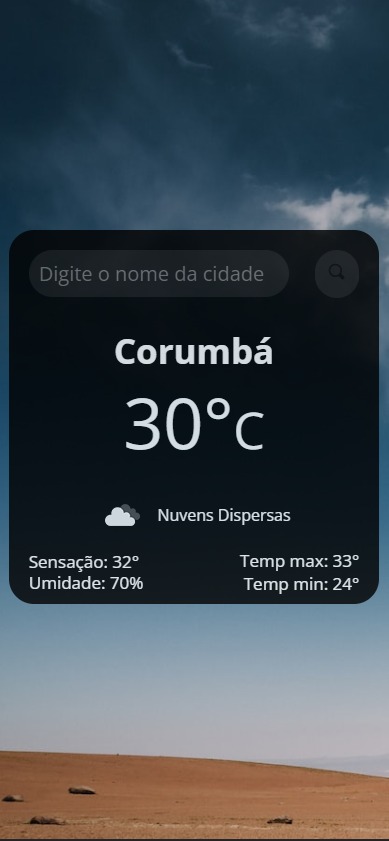 Digite o nome da cidade
Corumbá
30°C
Nuvens Dispersas
Sensação: 32°
Umidade: 70%
Temp max: 33°
Temp min: 24°